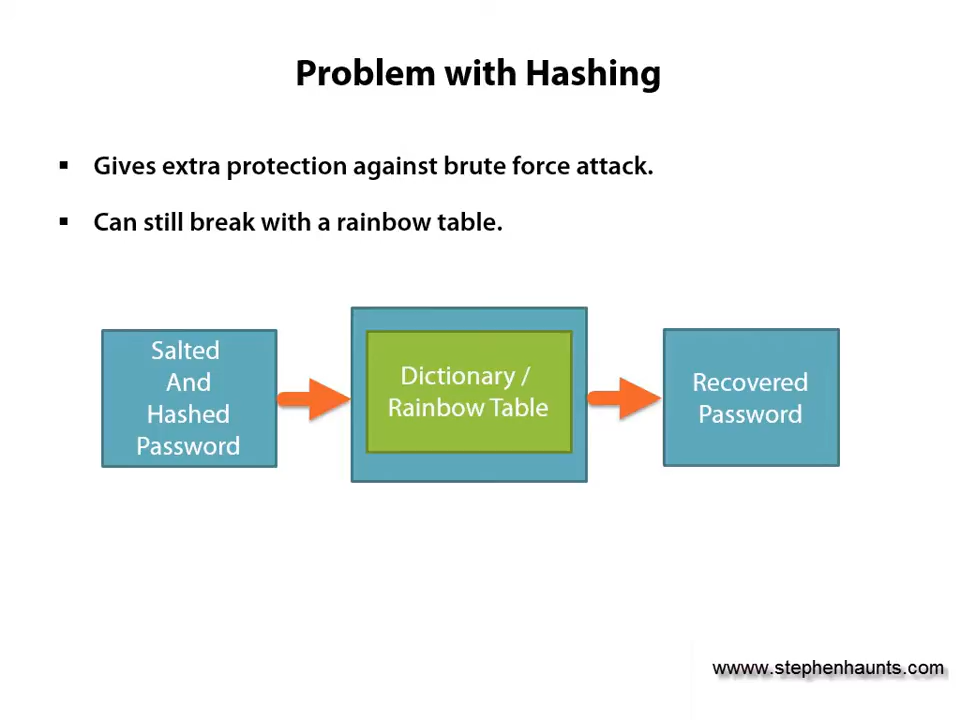 Problem with Hashing
▪ Gives extra protection against brute force attack.
▪ Can still break with a rainbow table.
Salted
And
Hashed
Password
Dictionary /
Rainbow Table
Recovered
Password
wwww.stephenhaunts.com